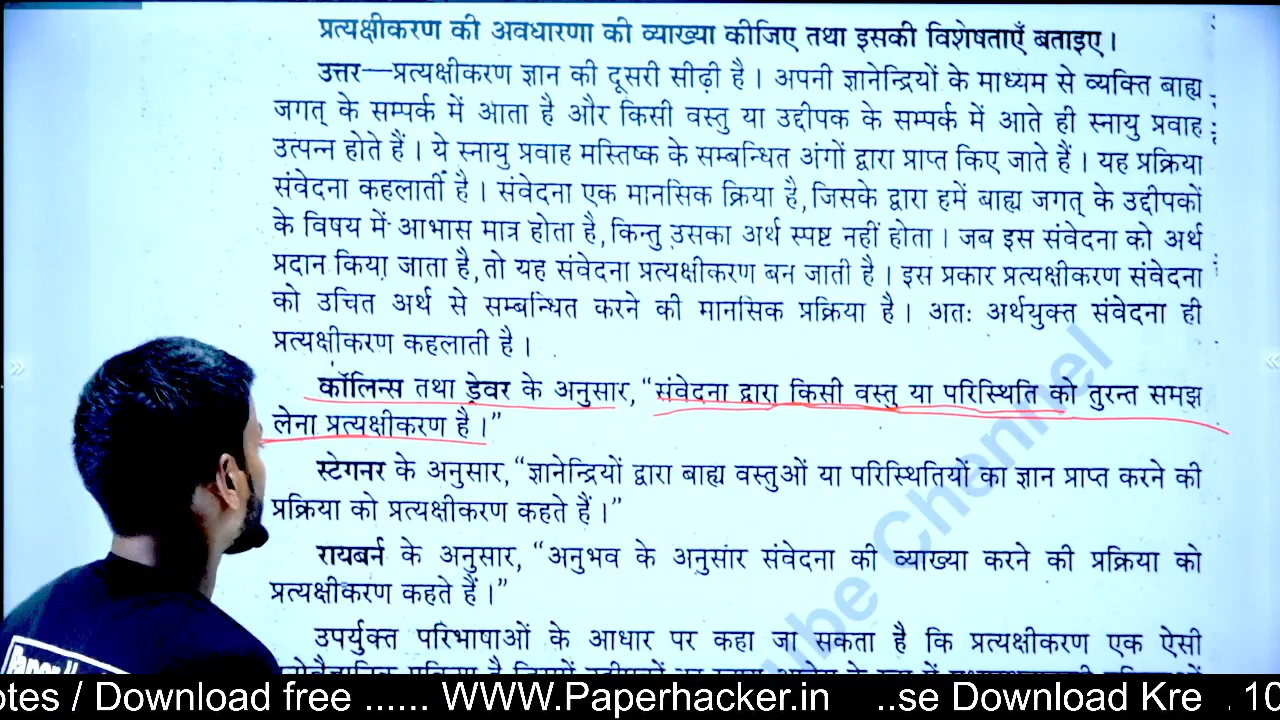 प्रत्यक्षीकरण की अवधारणा की व्याख्या कीजिए तथा इसकी विशेषताएँ बताइए।
उत्तर—प्रत्यक्षीकरण ज्ञान की दूसरी सीढ़ी है। अपनी ज्ञानेन्द्रियों के माध्यम से व्यक्ति बाह्य
जगत् के सम्पर्क में आता है और किसी वस्तु या उद्दीपक के सम्पर्क में आते ही स्नायु प्रवाह
उत्पन्न होते हैं। ये स्नायु प्रवाह मस्तिष्क के सम्बन्धित अंगों द्वारा प्राप्त किए जाते हैं। यह प्रक्रिया
संवेदना कहलाती है। संवेदना एक मानसिक क्रिया है, जिसके द्वारा हमें बाह्य जगत् के उद्दीपकों
के विषय में आभास मात्र होता है, किन्तु उसका अर्थ स्पष्ट नहीं होता। जब इस संवेदना को अर्थ
प्रदान किया जाता है, तो यह संवेदना प्रत्यक्षीकरण बन जाती है। इस प्रकार प्रत्यक्षीकरण संवेदना
को उचित अर्थ से सम्बन्धित करने की मानसिक प्रक्रिया है। अतः अर्थयुक्त संवेदना ही
प्रत्यक्षीकरण कहलाती है।
कॉलिन्स तथा ड्रेवर के अनुसार, “संवेदना द्वारा किसी वस्तु या परिस्थिति को तुरन्त समझ
लेना प्रत्यक्षीकरण है।”
स्टेगनर के अनुसार, “ज्ञानेन्द्रियों द्वारा बाह्य वस्तुओं या परिस्थितियों का ज्ञान प्राप्त करने की
प्रक्रिया को प्रत्यक्षीकरण कहते हैं।”
रायबर्न के अनुसार, “अनुभव के अनुसार संवेदना की व्याख्या करने की प्रक्रिया को
प्रत्यक्षीकरण कहते हैं।”
उपर्युक्त परिभाषाओं के आधार पर कहा जा सकता है कि प्रत्यक्षीकरण एक ऐसी
ube Chennel
otes / Download free ...... WWW.Paperhacker.in ..se Download Kre . 10